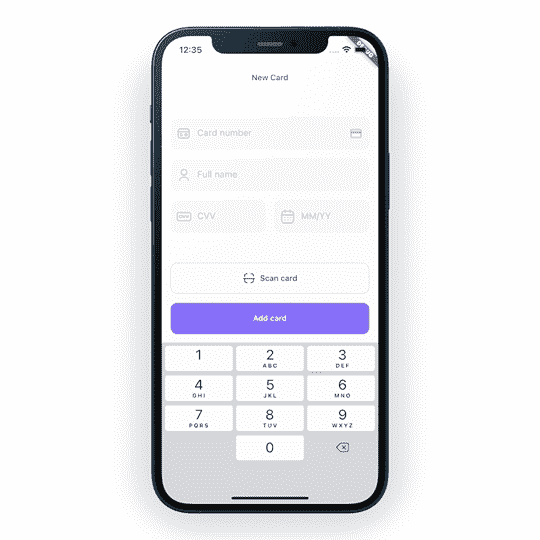 12:35
New Card
Card number
Full name
CVV
MM/YY
Scan card
Add card
1
2
ABC
3
DEF
4
GHI
5
JKL
6
MNO
7
PQRS
8
TUV
9
WXYZ
0